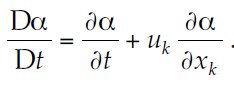 Dα/Dt = ∂α/∂t + u_k ∂α/∂x_k .